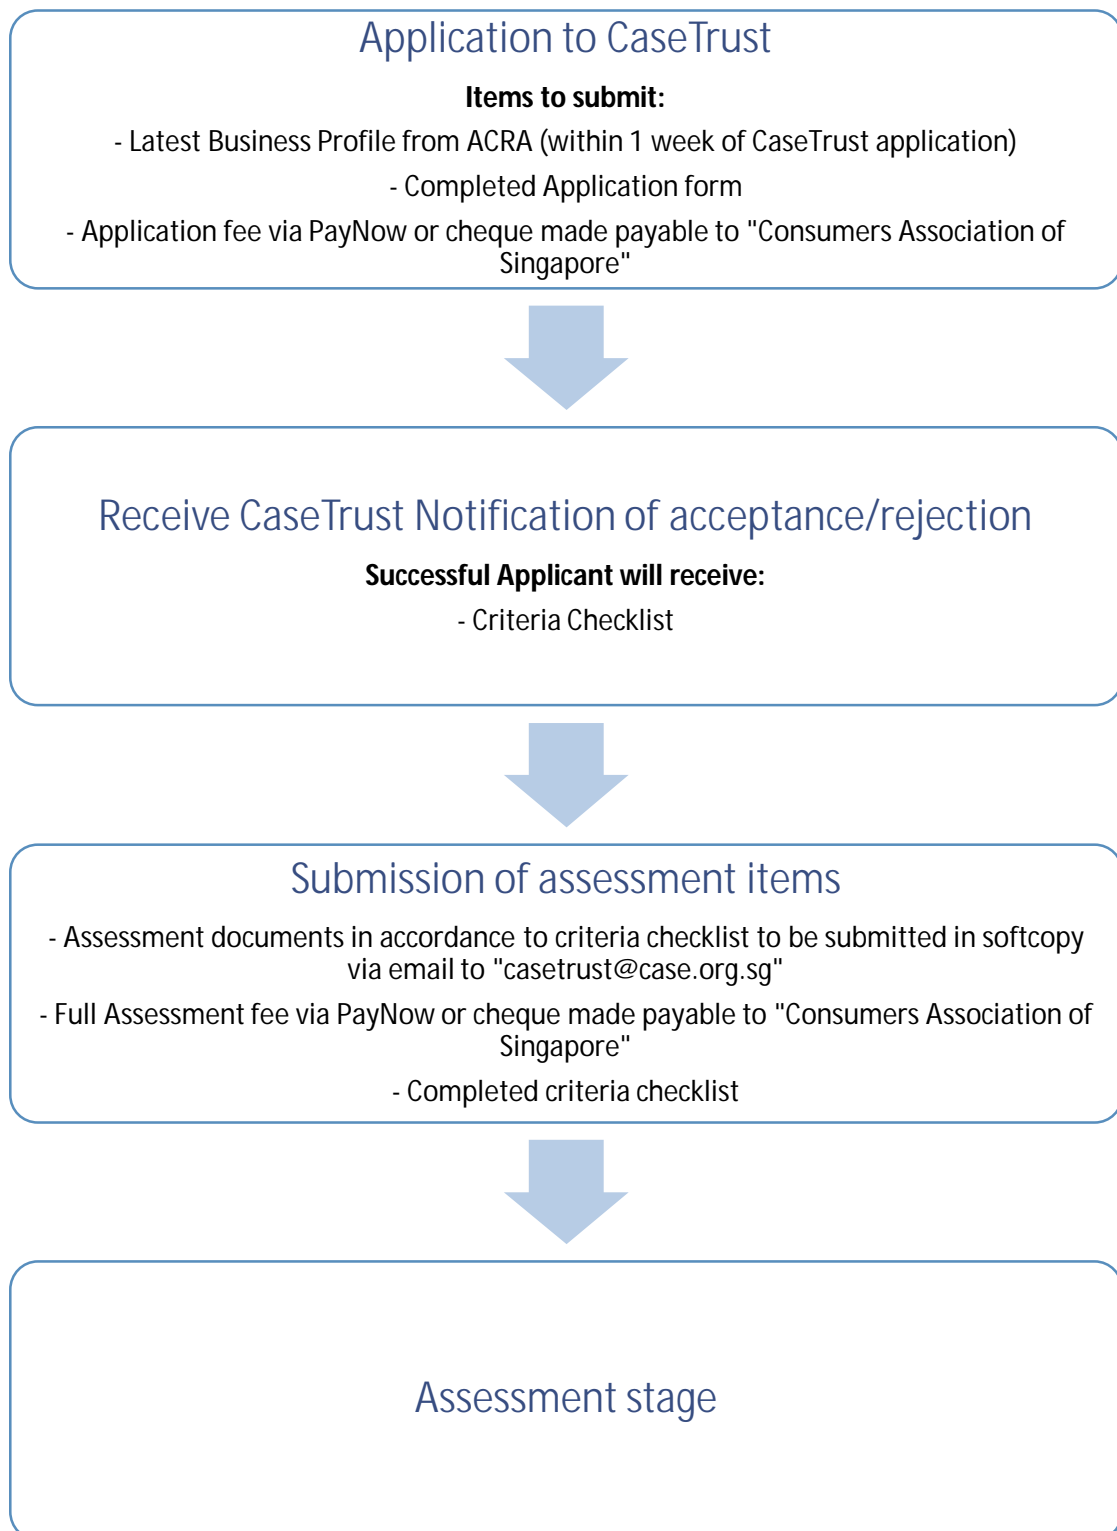 Application to CaseTrust
Items to submit:
- Latest Business Profile from ACRA (within 1 week of CaseTrust application)
- Completed Application form
- Application fee via PayNow or cheque made payable to "Consumers Association of
Singapore"
Receive CaseTrust Notification of acceptance/rejection
Successful Applicant will receive:
- Criteria Checklist
Submission of assessment items
- Assessment documents in accordance to criteria checklist to be submitted in softcopy
via email to "casetrust@case.org.sg"
- Full Assessment fee via PayNow or cheque made payable to "Consumers Association of
Singapore"
- Completed criteria checklist
Assessment stage